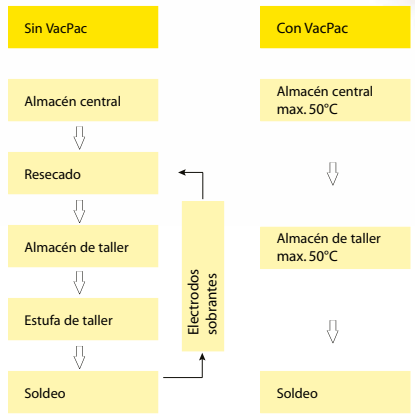 Sin VacPac
Almacén central
Resecado
Almacén de taller
Estufa de taller
Soldeo
Electrodos
sobrantes
Con VacPac
Almacén central
max. 50°C
Almacén de taller
max. 50°C
Soldeo